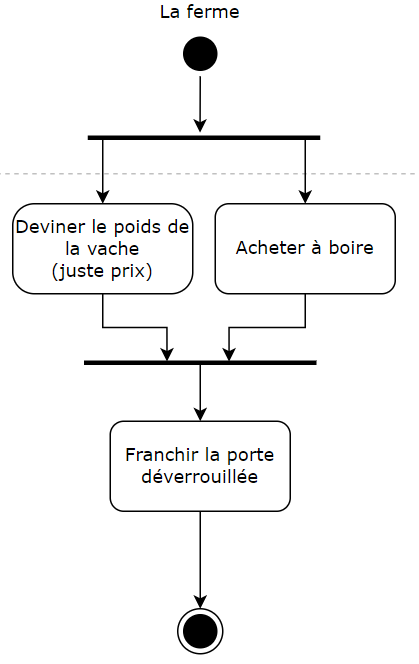 La ferme
Deviner le poids de
la vache
(juste prix)
Acheter à boire
Franchir la porte
déverrouillée